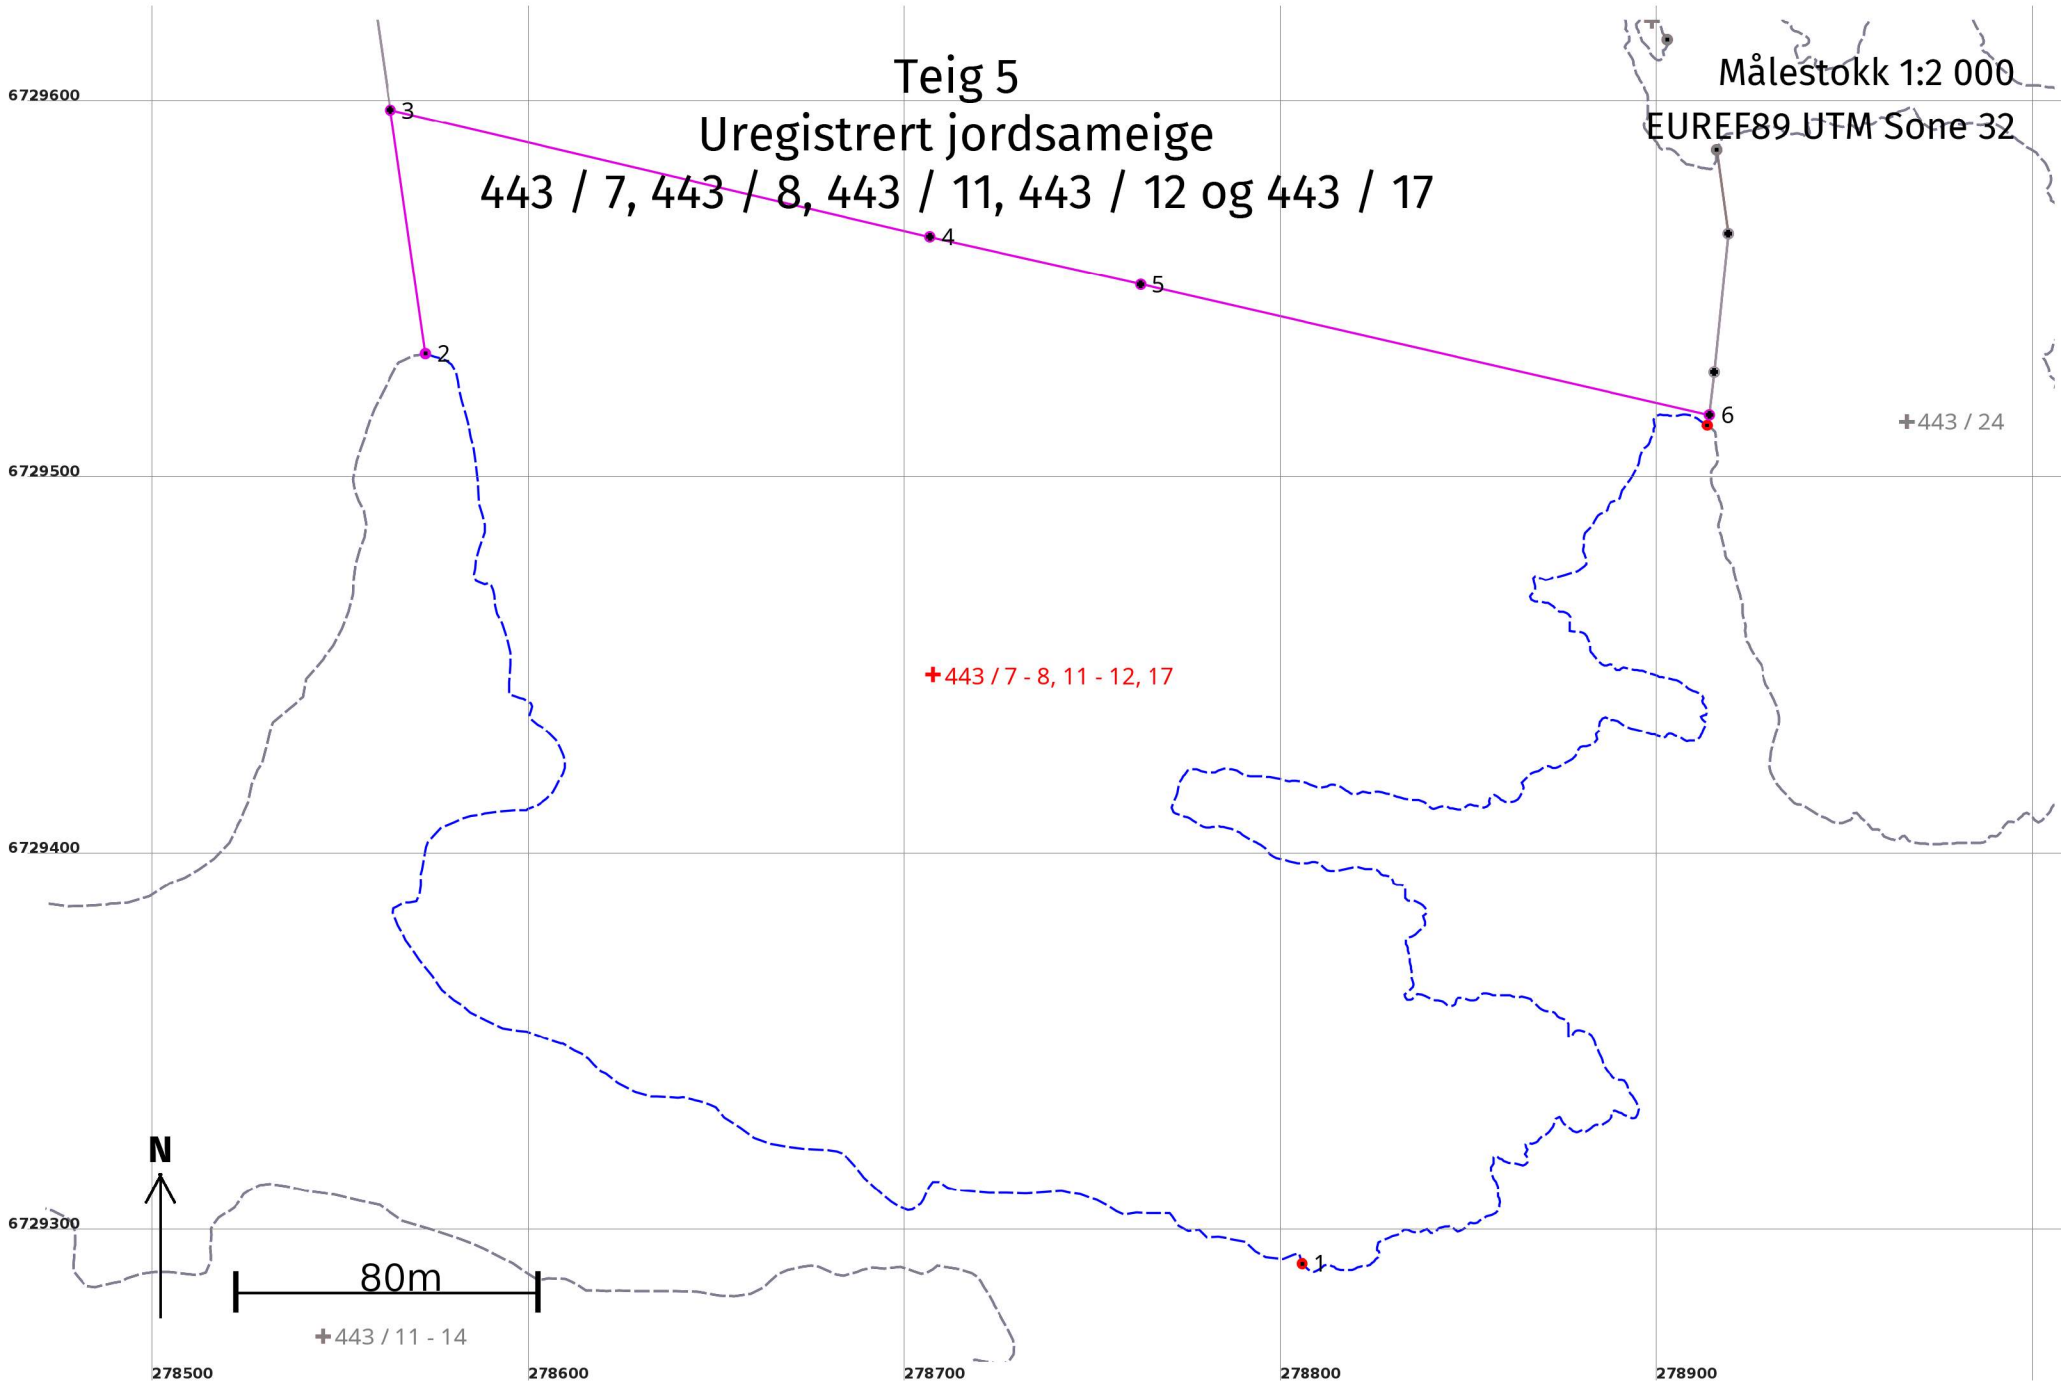 Teig 5
Uregistrert jordsameige
443 / 7, 443 / 8, 443 / 11, 443 / 12 og 443 / 17
Målestokk 1:2 000
EUREF89 UTM Sone 32
6729600
3
4
5
2
6
443 / 24
6729500
443 / 7 - 8, 11 - 12, 17
6729400
N
6729300
1
80m
443 / 11 - 14
278500
278600
278700
278800
278900